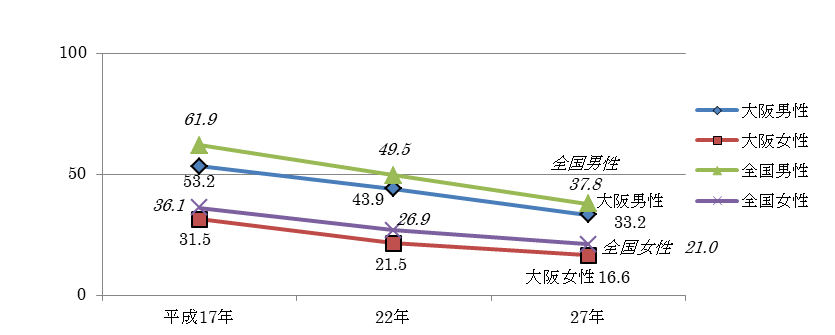 100
61.9
49.5
全国男性
37.8
大阪男性
33.2
50
53.2
43.9
36.1
26.9
31.5
21.5
全国女性 21.0
大阪女性 16.6
0
平成17年
22年
27年
大阪男性
大阪女性
全国男性
全国女性